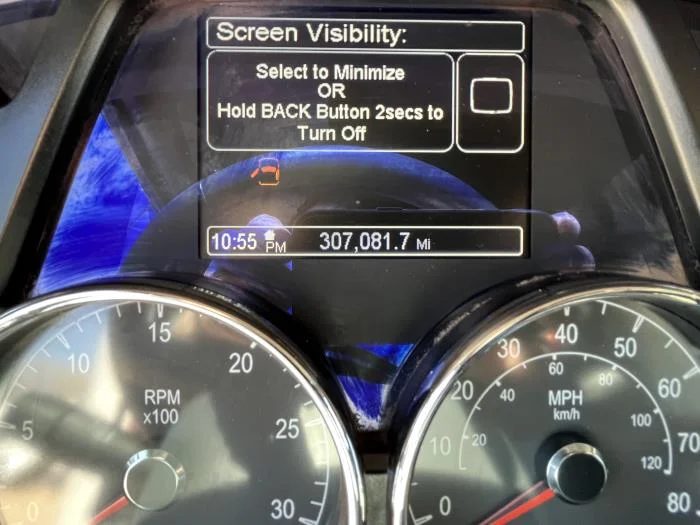 Screen Visibility:
Select to Minimize
OR
Hold BACK Button 2secs to
Turn Off
10:55 PM 307,081.7 Mi
0 5 10 15 20 25 30
RPM
x100
0 10 20 30 40 50 60 70 80
20 40 60 80 100 120
MPH
km/h